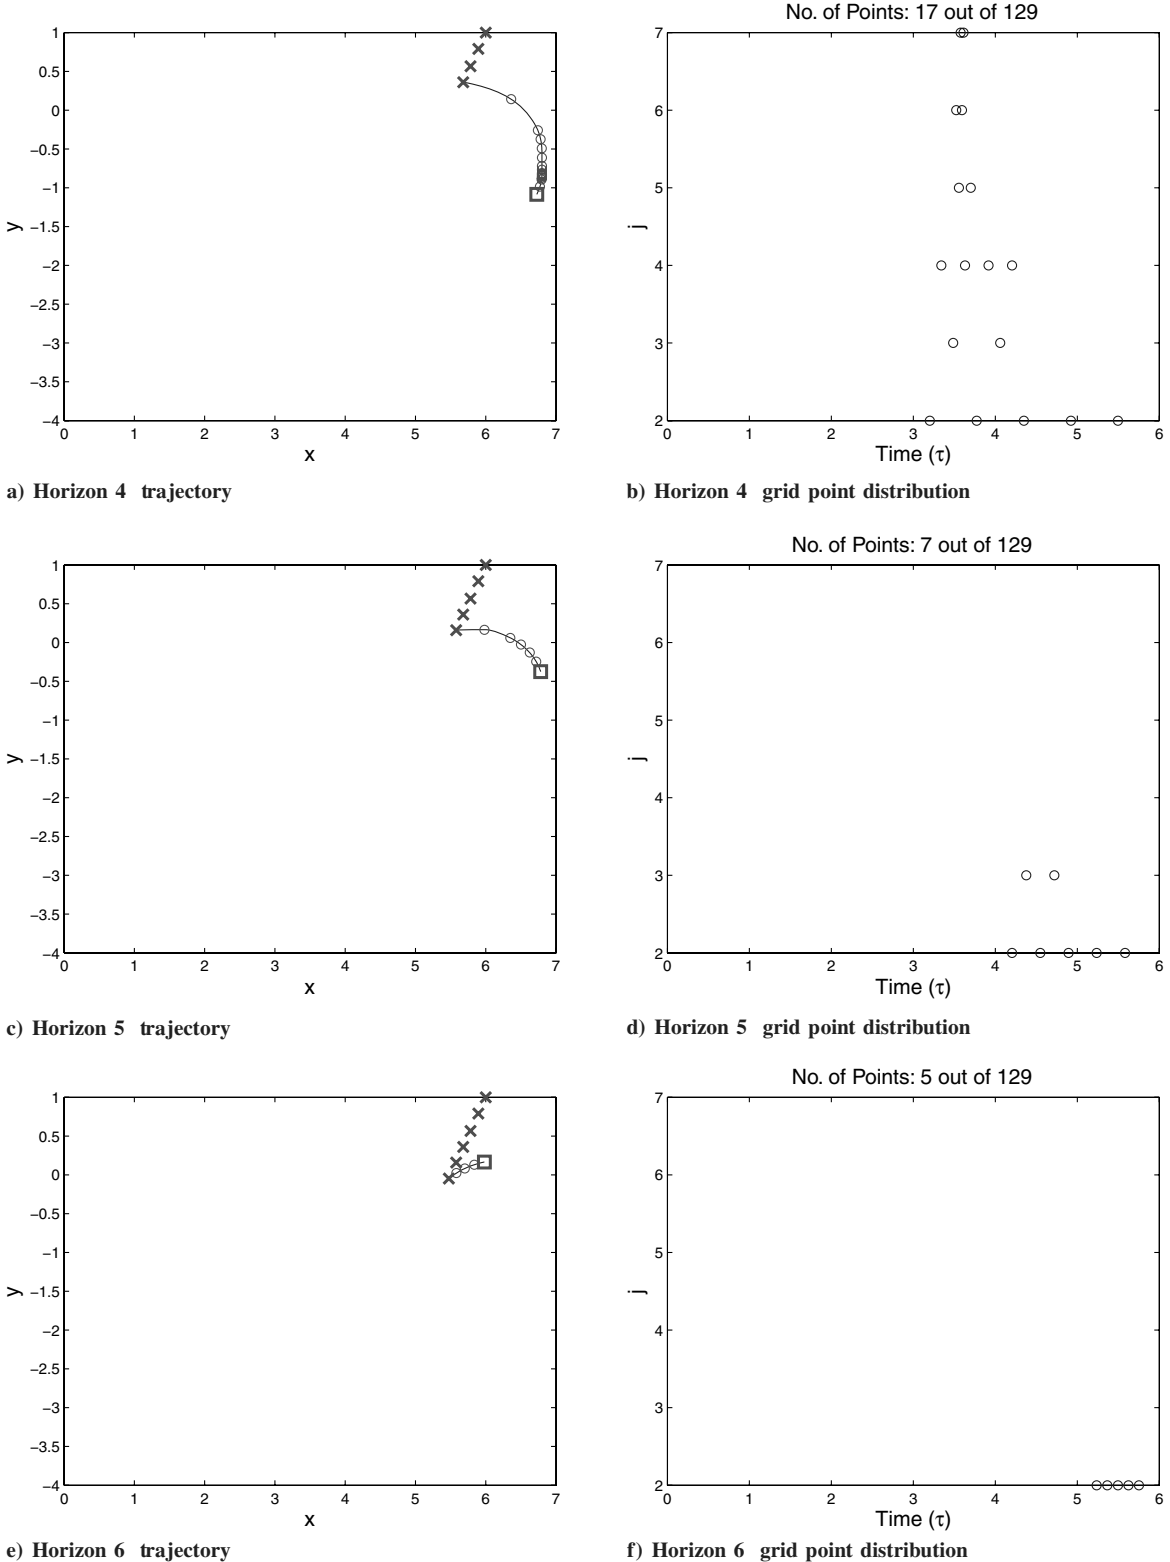 No. of Points: 17 out of 129
1
0.5
0
−0.5
−1
−1.5
−2
−2.5
−3
−3.5
−4
y
0 1 2 3 4 5 6 7
x
7
6
5
4
3
2
j
0 1 2 3 4 5 6
Time (τ)
a) Horizon 4 trajectory
b) Horizon 4 grid point distribution
No. of Points: 7 out of 129
1
0.5
0
−0.5
−1
−1.5
−2
−2.5
−3
−3.5
−4
y
0 1 2 3 4 5 6 7
x
7
6
5
4
3
2
j
0 1 2 3 4 5 6
Time (τ)
c) Horizon 5 trajectory
d) Horizon 5 grid point distribution
No. of Points: 5 out of 129
1
0.5
0
−0.5
−1
−1.5
−2
−2.5
−3
−3.5
−4
y
0 1 2 3 4 5 6 7
x
7
6
5
4
3
2
j
0 1 2 3 4 5 6
Time (τ)
e) Horizon 6 trajectory
f) Horizon 6 grid point distribution